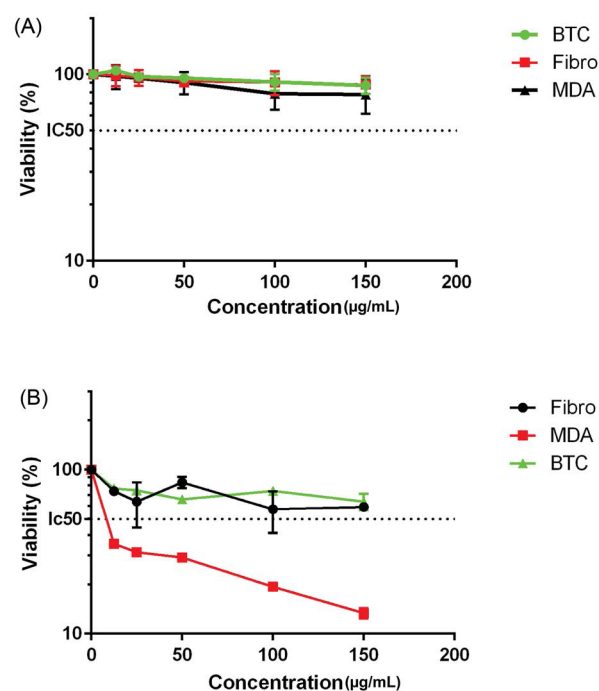 (A)
BTC
Fibro
MDA
Viability (%)
100
IC50
10
0
50
100
150
200
Concentration(µg/mL)
(B)
Fibro
MDA
BTC
Viability (%)
100
Ic50
10
0
50
100
150
200
Concentration(µg/mL)